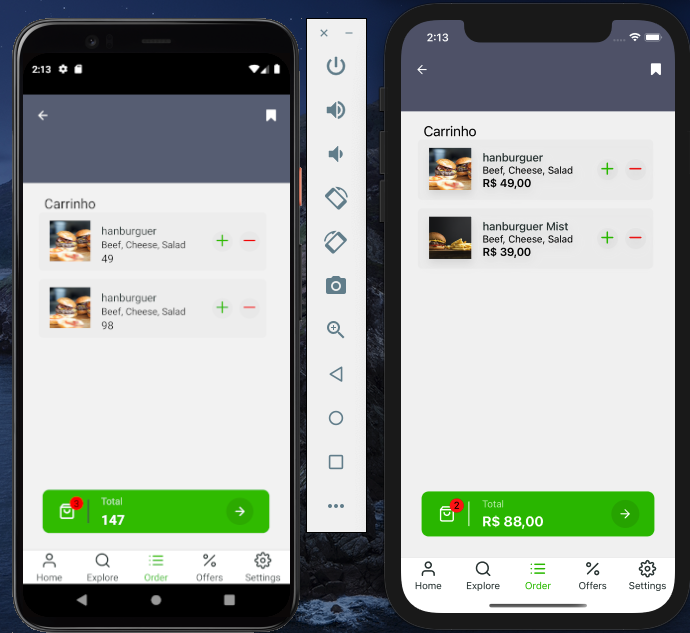 2:13
Carrinho
hanburguer
Beef, Cheese, Salad
49
hanburguer
Beef, Cheese, Salad
98
3
Total
147
Home Explore Order Offers Settings
2:13
Carrinho
hanburguer
Beef, Cheese, Salad
R$ 49,00
hanburguer Mist
Beef, Cheese, Salad
R$ 39,00
2
Total
R$ 88,00
Home Explore Order Offers Settings